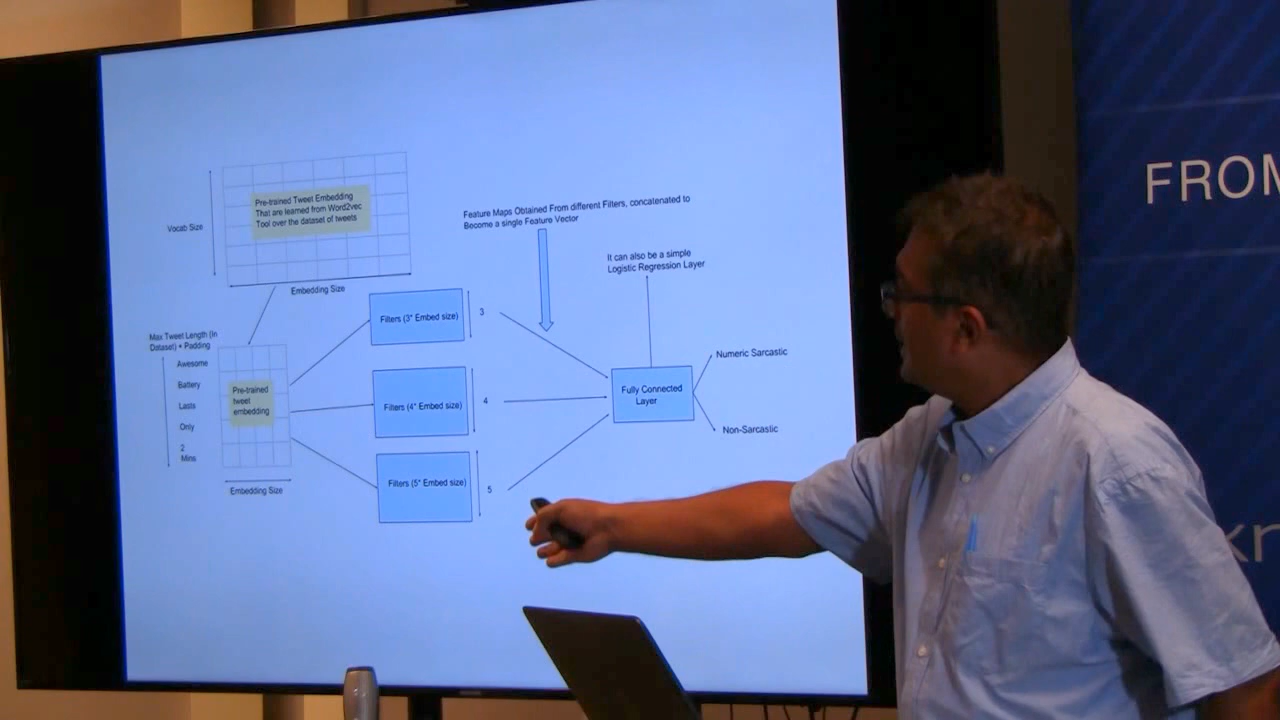 Pre-trained Tweet Embedding
That are learned from Word2vec
Tool over the dataset of tweets
Vocab Size
Embedding Size
Feature Maps Obtained From different Filters, concatenated to
Become a single Feature Vector
It can also be a simple
Logistic Regression Layer
Max Tweet Length (In
Dataset) + Padding
Awesome
Battery
Lasts
Only
2
Mins
Pre-trained
tweet
embedding
Embedding Size
Filters (3* Embed size)
3
Filters (4* Embed size)
4
Filters (5* Embed size)
5
Fully Connected
Layer
Numeric Sarcastic
Non-Sarcastic
FROM